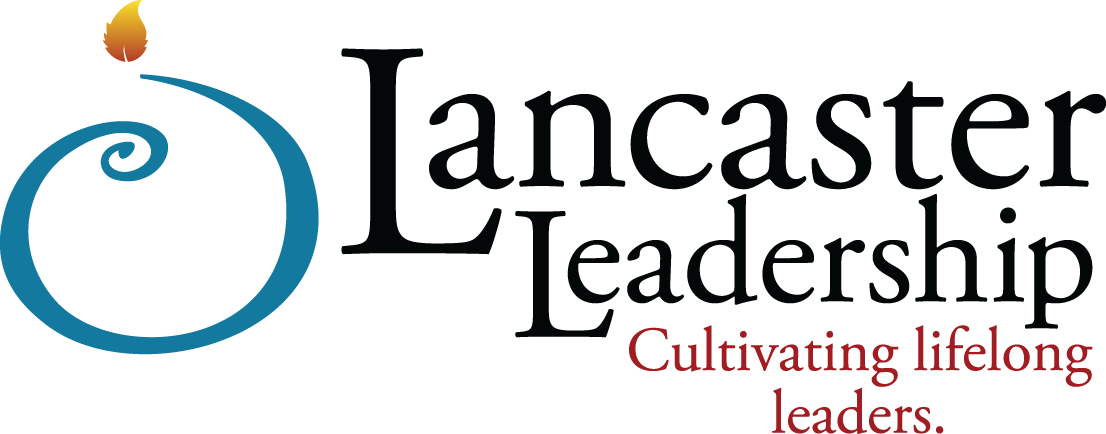 Lancaster
Leadership
Cultivating lifelong
leaders.